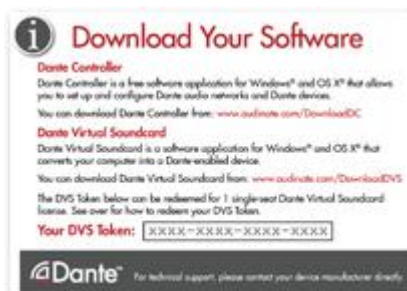 i Download Your Software
Dante Controller
Dante Controller is a free software application for Windows® and OS X® that allows
you to set up and configure Dante audio networks and Dante devices.
You can download Dante Controller from: www.audinate.com/DownloadDC
Dante Virtual Soundcard
Dante Virtual Soundcard is a software application for Windows® and OS X® that
converts your computer into a Dante-enabled device.
You can download Dante Virtual Soundcard from: www.audinate.com/DownloadDVS
The DVS Token below can be redeemed for 1 single-seat Dante Virtual Soundcard
license. See over for how to redeem your DVS Token.
Your DVS Token: XXXX-XXXX-XXXX-XXXX
Dante™ For technical support, please contact your device manufacturer directly.